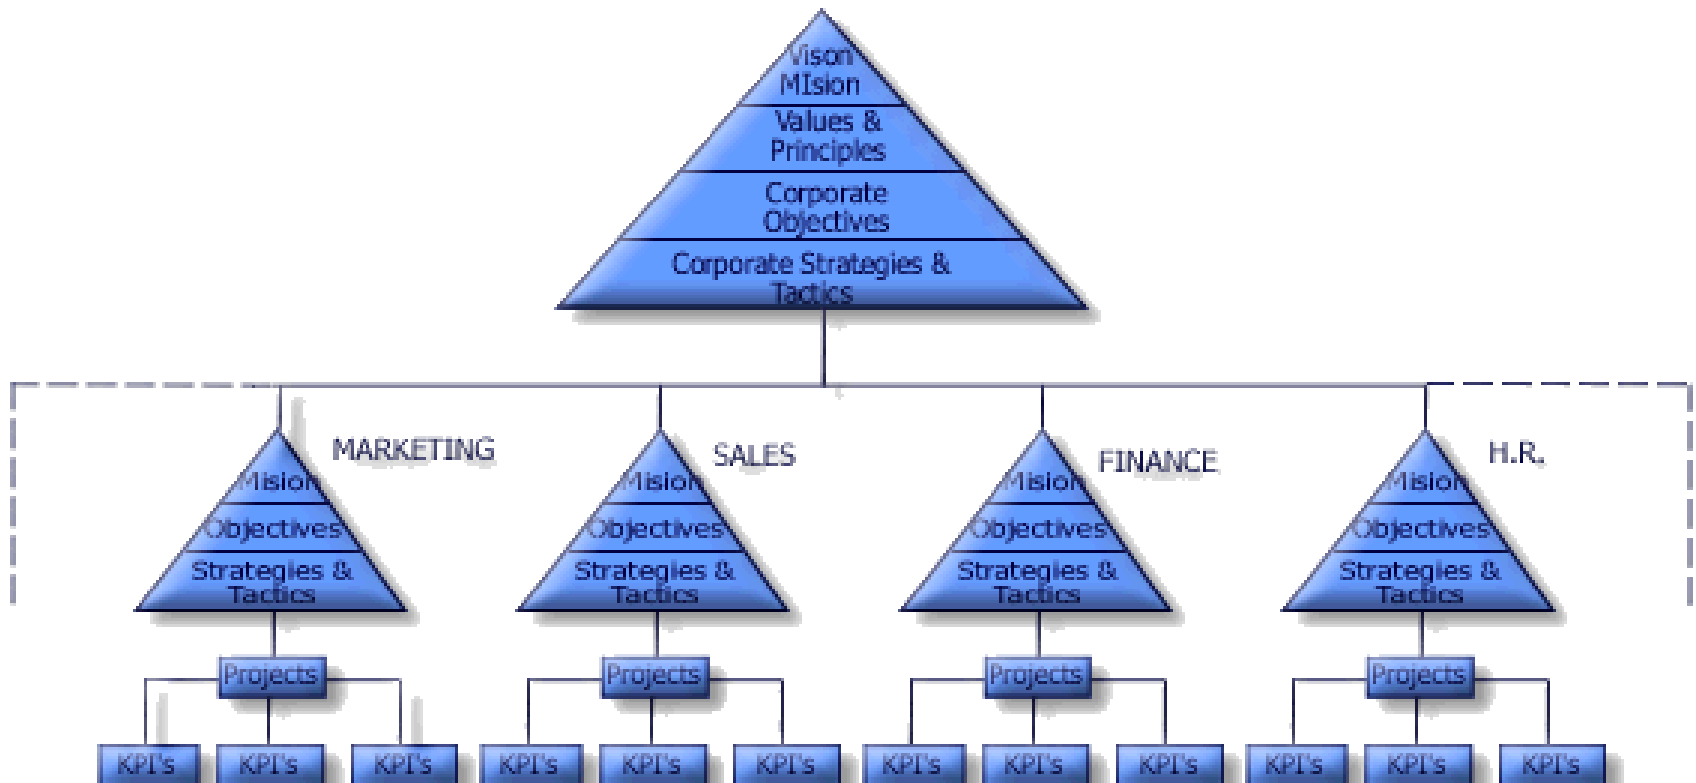 Vison
MIsion
Values &
Principles
Corporate
Objectives
Corporate Strategies &
Tactics
MARKETING
SALES
FINANCE
H.R.
Mision
Objectives
Strategies &
Tactics
Mision
Objectives
Strategies &
Tactics
Mision
Objectives
Strategies &
Tactics
Mision
Objectives
Strategies &
Tactics
Projects
Projects
Projects
Projects
KPI's
KPI's
KPI's
KPI's
KPI's
KPI's
KPI's
KPI's
KPI's
KPI's
KPI's
KPI's